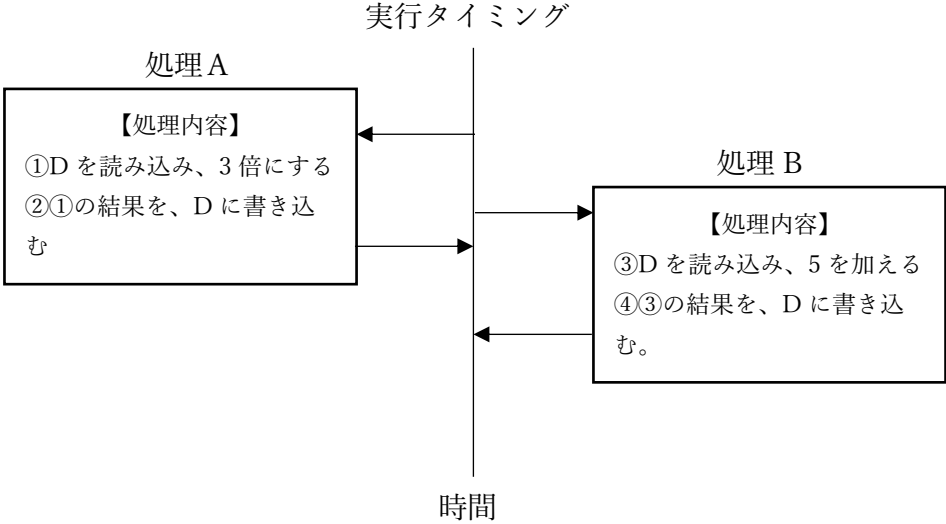 実行タイミング
処理A
【処理内容】
①D を読み込み、3 倍にする
②①の結果を、D に書き込
む
処理 B
【処理内容】
③D を読み込み、5 を加える
④③の結果を、D に書き込
む。
時間